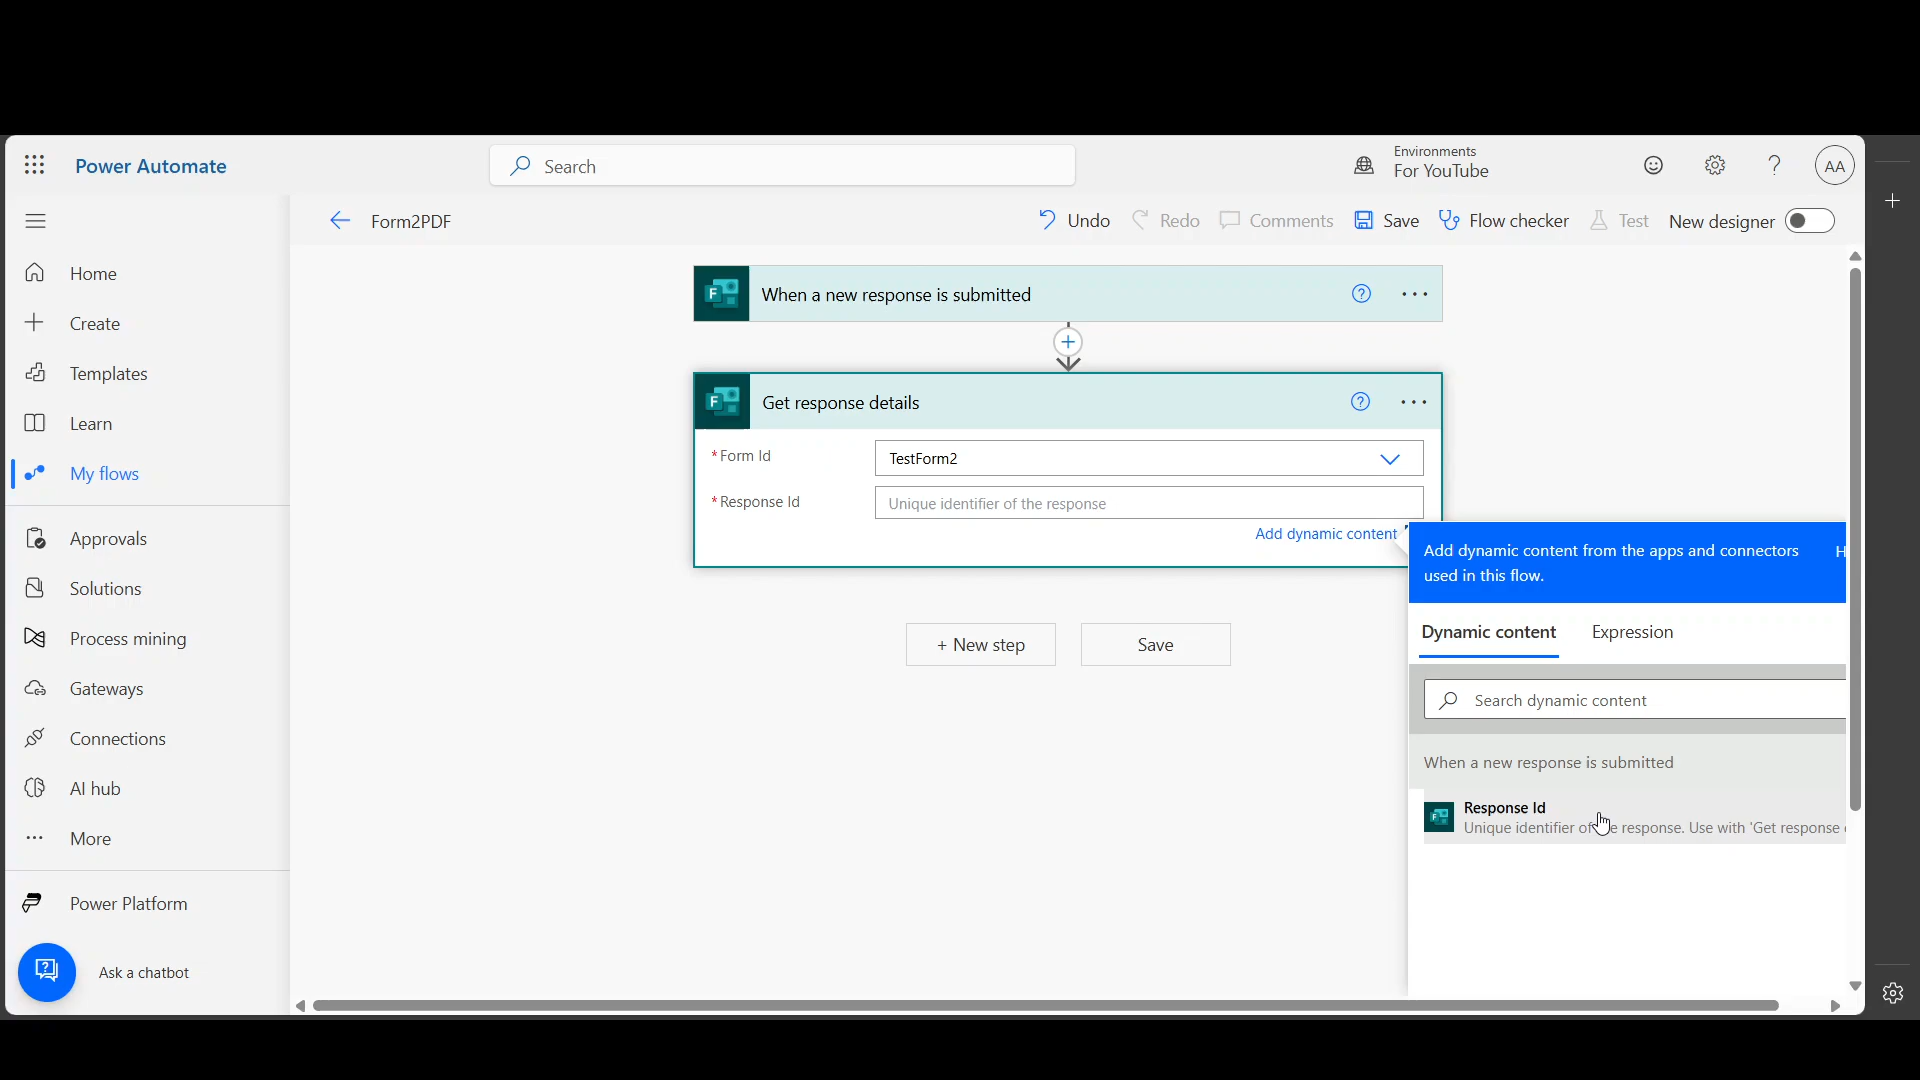 Power Automate
Search
Environments
For YouTube
AA
Form2PDF
Undo
Redo
Comments
Save
Flow checker
Test
New designer
Home
Create
Templates
Learn
My flows
Approvals
Solutions
Process mining
Gateways
Connections
AI hub
More
Power Platform
Ask a chatbot
When a new response is submitted
Get response details
* Form Id
TestForm2
* Response Id
Unique identifier of the response
Add dynamic content
+ New step
Save
Add dynamic content from the apps and connectors
used in this flow.
H
Dynamic content
Expression
Search dynamic content
When a new response is submitted
Response Id
Unique identifier of response. Use with 'Get response